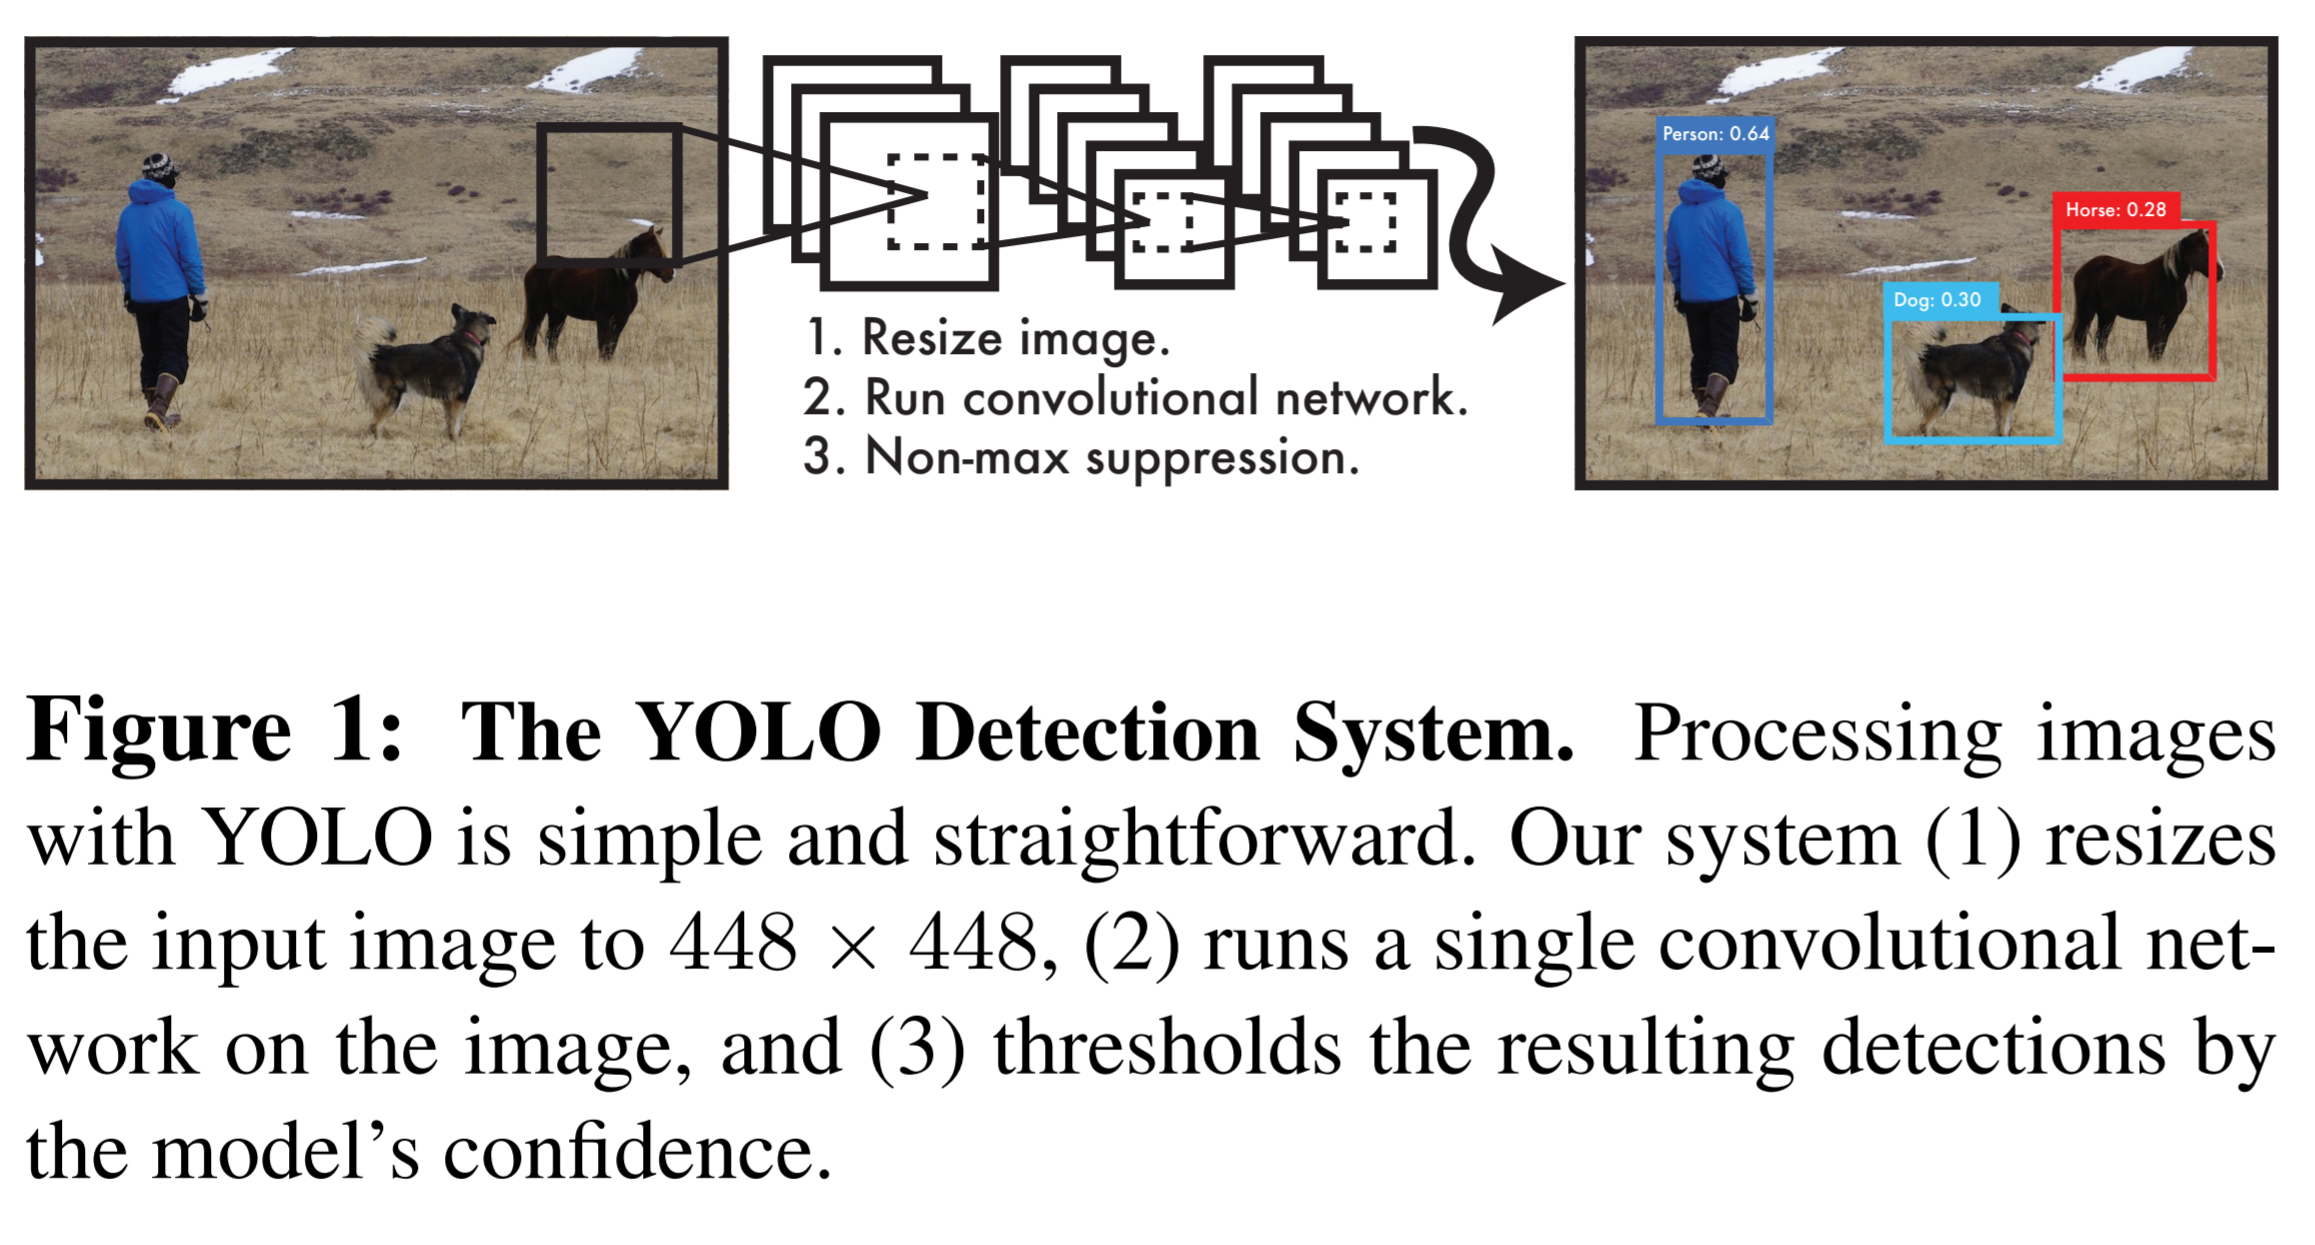 1. Resize image.
2. Run convolutional network.
3. Non-max suppression.
Person: 0.64
Horse: 0.28
Dog: 0.30
Figure 1: The YOLO Detection System. Processing images
with YOLO is simple and straightforward. Our system (1) resizes
the input image to 448 × 448, (2) runs a single convolutional net-
work on the image, and (3) thresholds the resulting detections by
the model’s confidence.